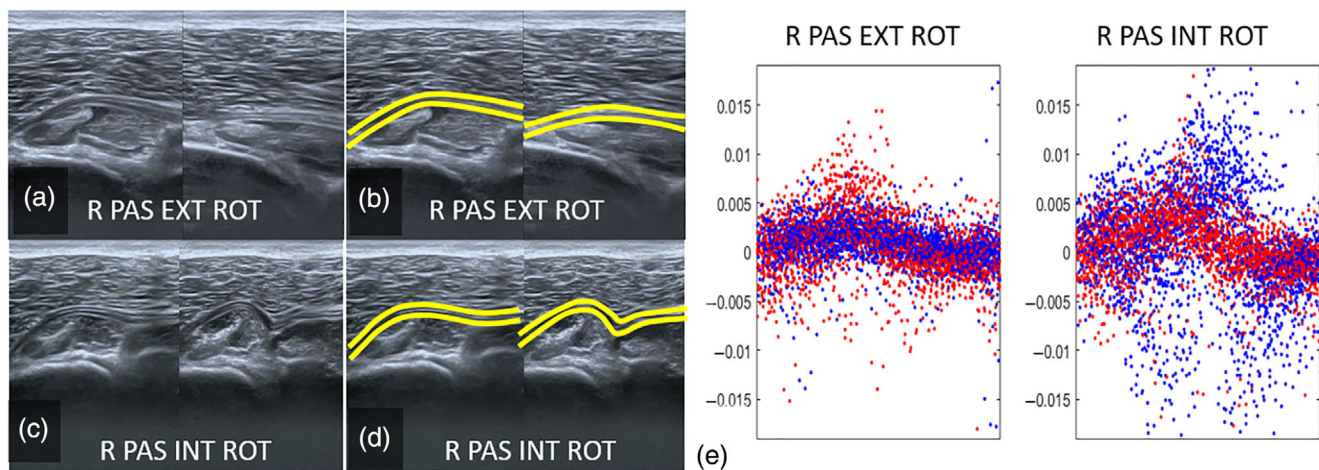 (a)
R PAS EXT ROT
(b)
R PAS EXT ROT
(c)
R PAS INT ROT
(d)
R PAS INT ROT
R PAS EXT ROT
0.015
0.01
0.005
0
−0.005
−0.01
−0.015
R PAS INT ROT
0.015
0.01
0.005
0
−0.005
−0.01
−0.015
(e)